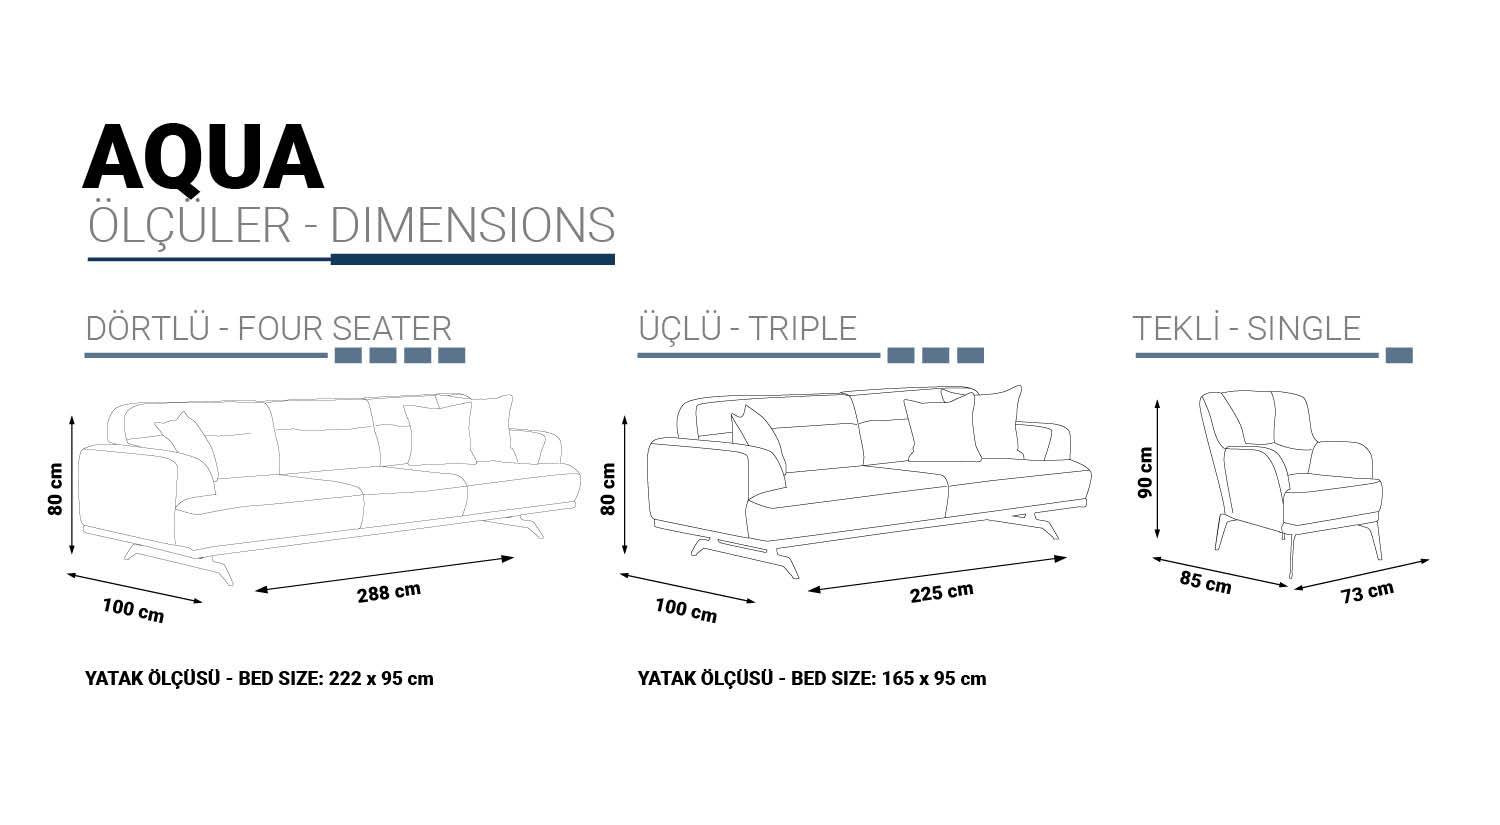 AQUA
ÖLÇÜLER - DIMENSIONS
DÖRTLÜ - FOUR SEATER
80 cm
100 cm
288 cm
YATAK ÖLÇÜSÜ - BED SIZE: 222 x 95 cm
ÜÇLÜ - TRIPLE
80 cm
100 cm
225 cm
YATAK ÖLÇÜSÜ - BED SIZE: 165 x 95 cm
TEKLİ - SINGLE
90 cm
85 cm
73 cm